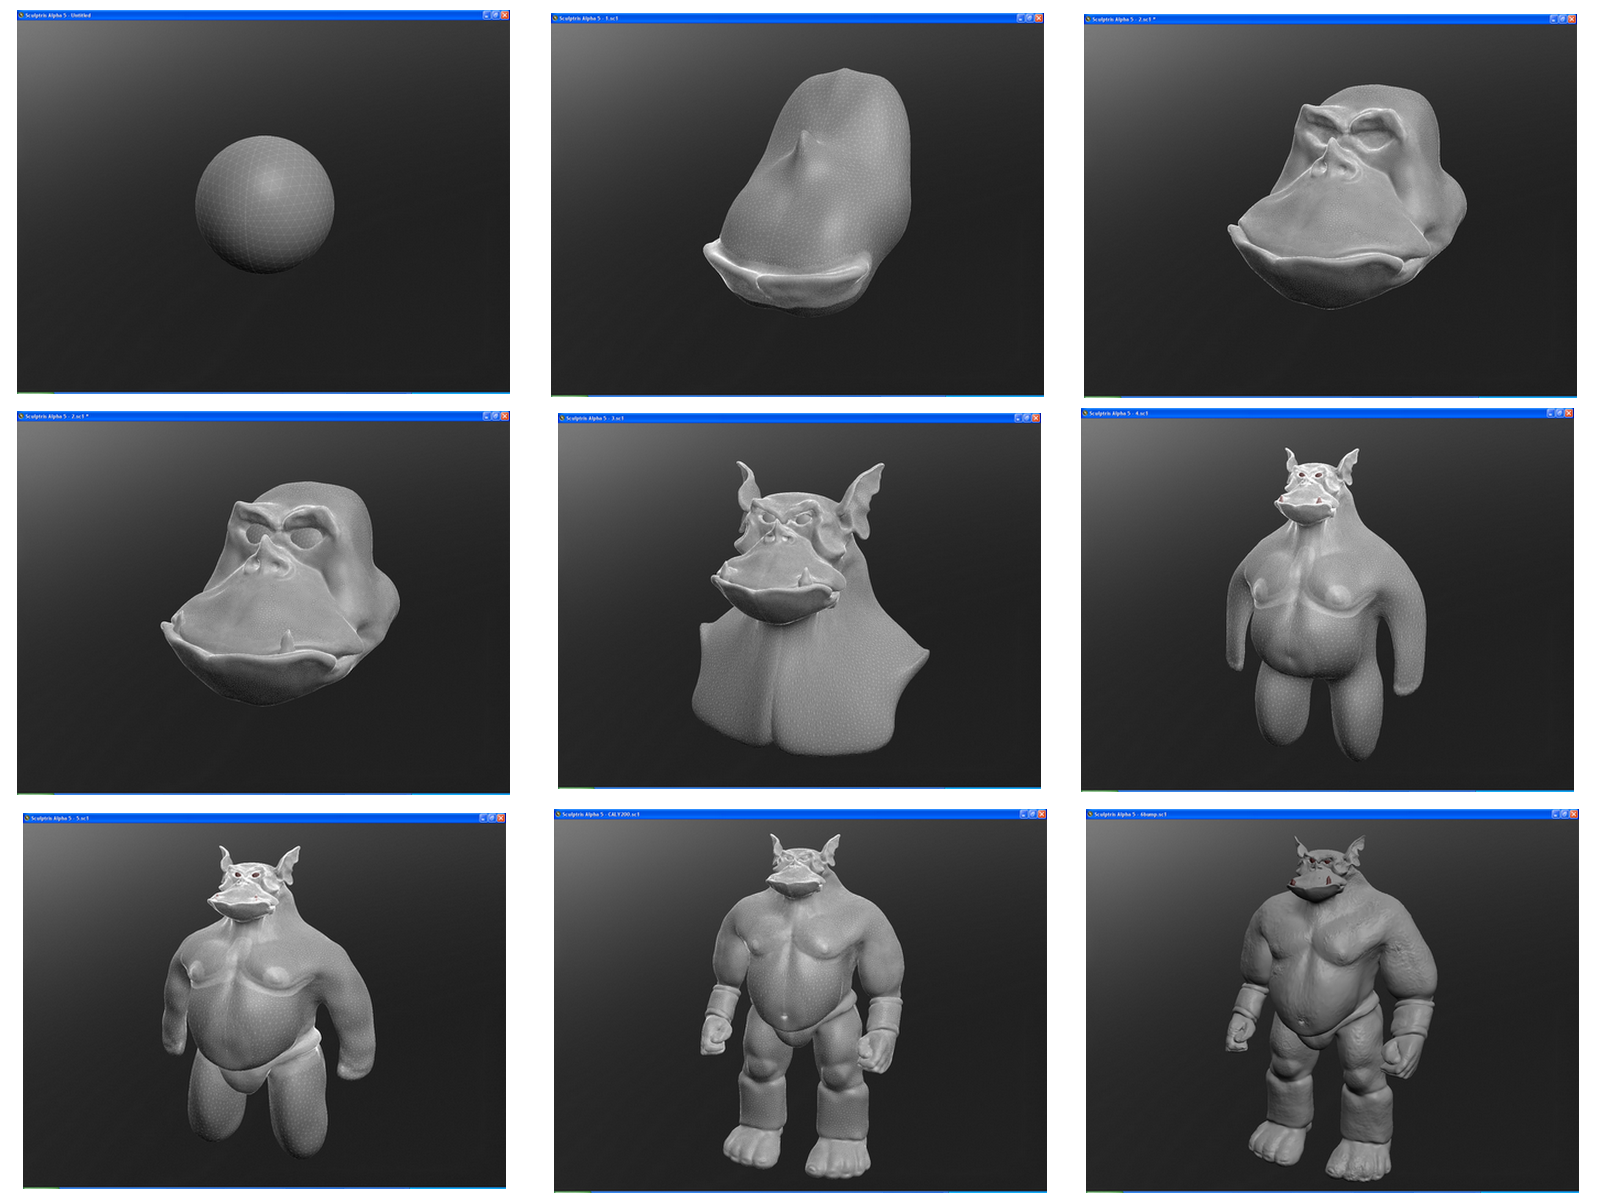 Sculptris Alpha 5 - Untitled
Sculptris Alpha 5 - 1.sc1
Sculptris Alpha 5 - 2.sc1 *
Sculptris Alpha 5 - 2.sc1 *
Sculptris Alpha 5 - 3.sc1
Sculptris Alpha 5 - 4.sc1
Sculptris Alpha 5 - 5.sc1
Sculptris Alpha 5 - CALY200.sc1
Sculptris Alpha 5 -